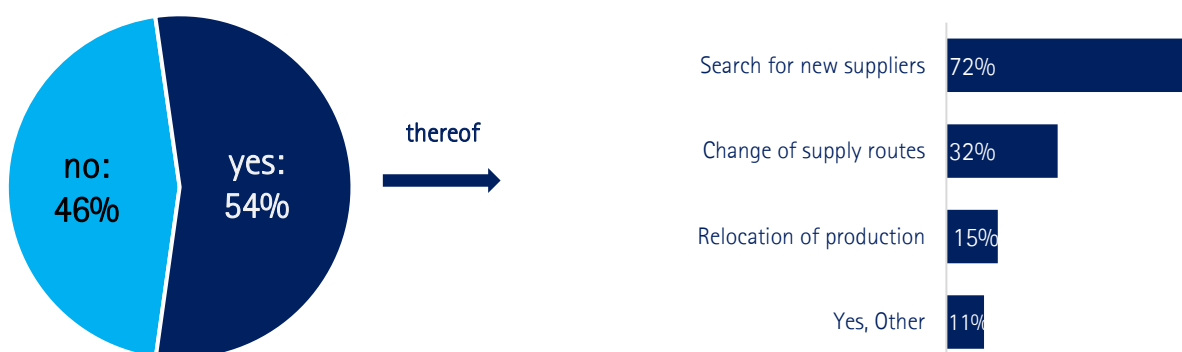 no:
46%
yes:
54%
thereof
Search for new suppliers 72%
Change of supply routes 32%
Relocation of production 15%
Yes, Other 11%